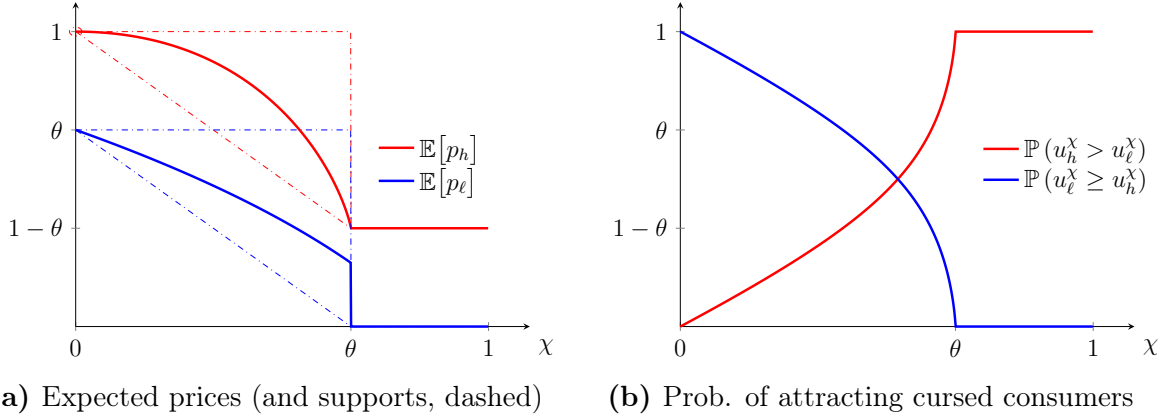 1
θ
1 − θ
0
θ
1
χ
𝔼[p_h]
𝔼[p_ℓ]
1
θ
1 − θ
0
θ
1
χ
ℙ (u_h^χ > u_ℓ^χ)
ℙ (u_ℓ^χ ≥ u_h^χ)
a) Expected prices (and supports, dashed)
(b) Prob. of attracting cursed consumers